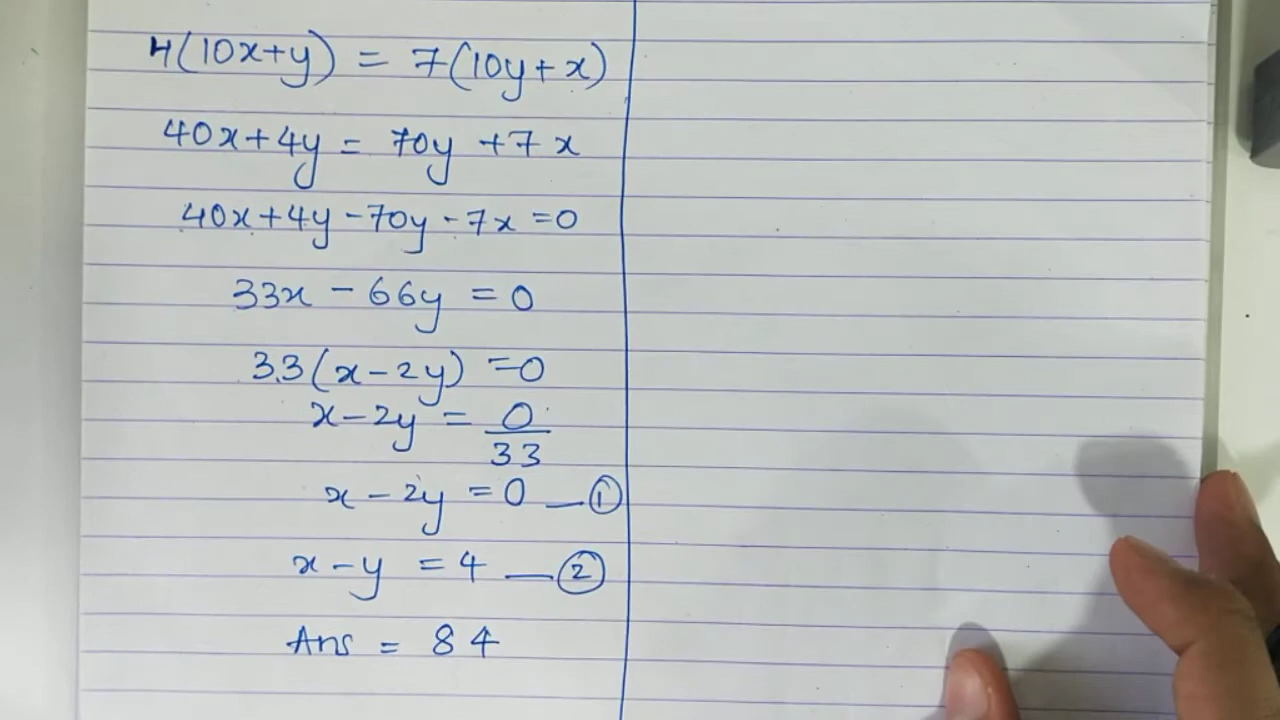 4(10x+y) = 7(10y+x)
40x+4y = 70y +7x
40x+4y-70y-7x=0
33x - 66y = 0
33(x-2y) =0
x-2y = 0/33
x-2y = 0 — ①
x-y = 4 — ②
Ans = 84